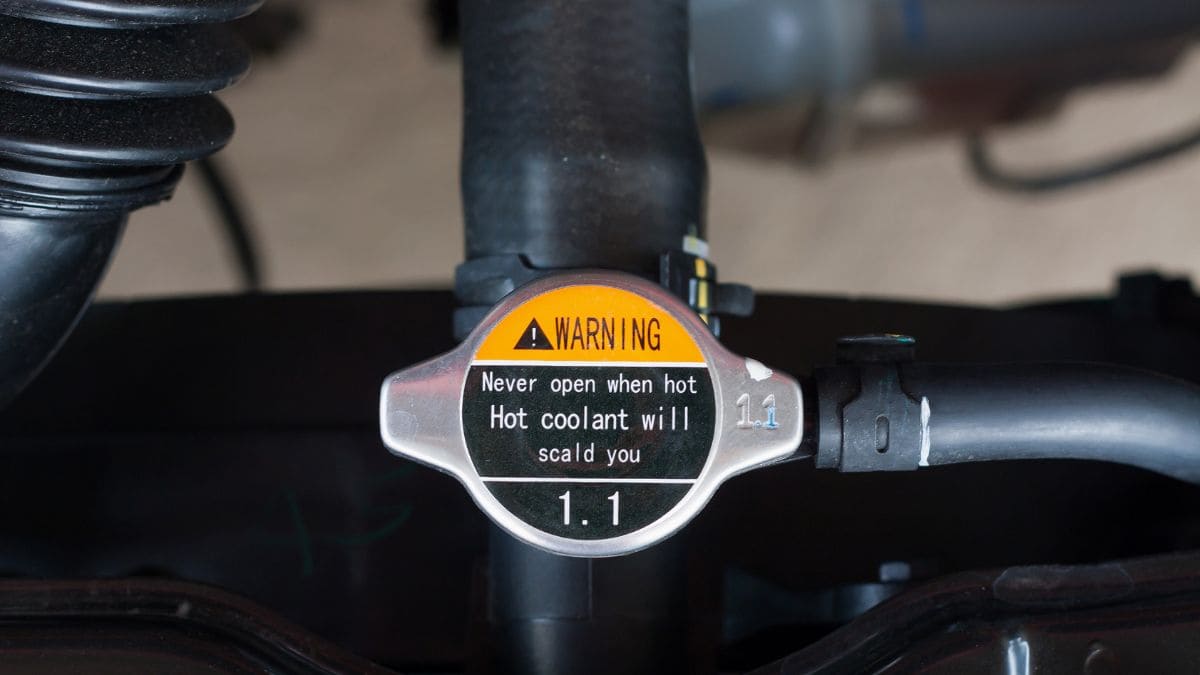 WARNING
Never open when hot
Hot coolant will
scald you
1.1
1.1